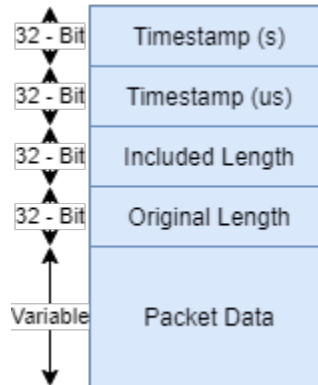 32 - Bit
Timestamp (s)
32 - Bit
Timestamp (us)
32 - Bit
Included Length
32 - Bit
Original Length
Variable
Packet Data